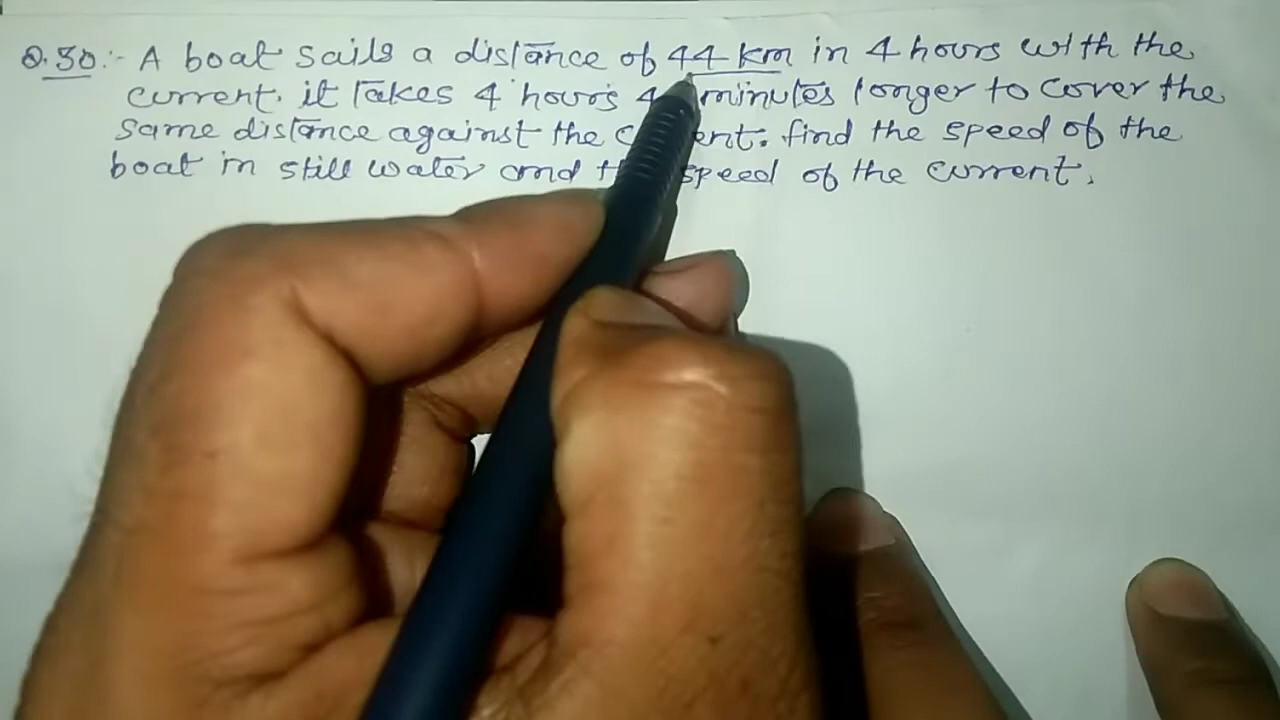 Q.30:- A boat sails a distance of 44 km in 4 hours with the
current. it Takes 4 hours 4 minutes longer to cover the
same distance against the find the speed of the
boat in still water and speed of the current.